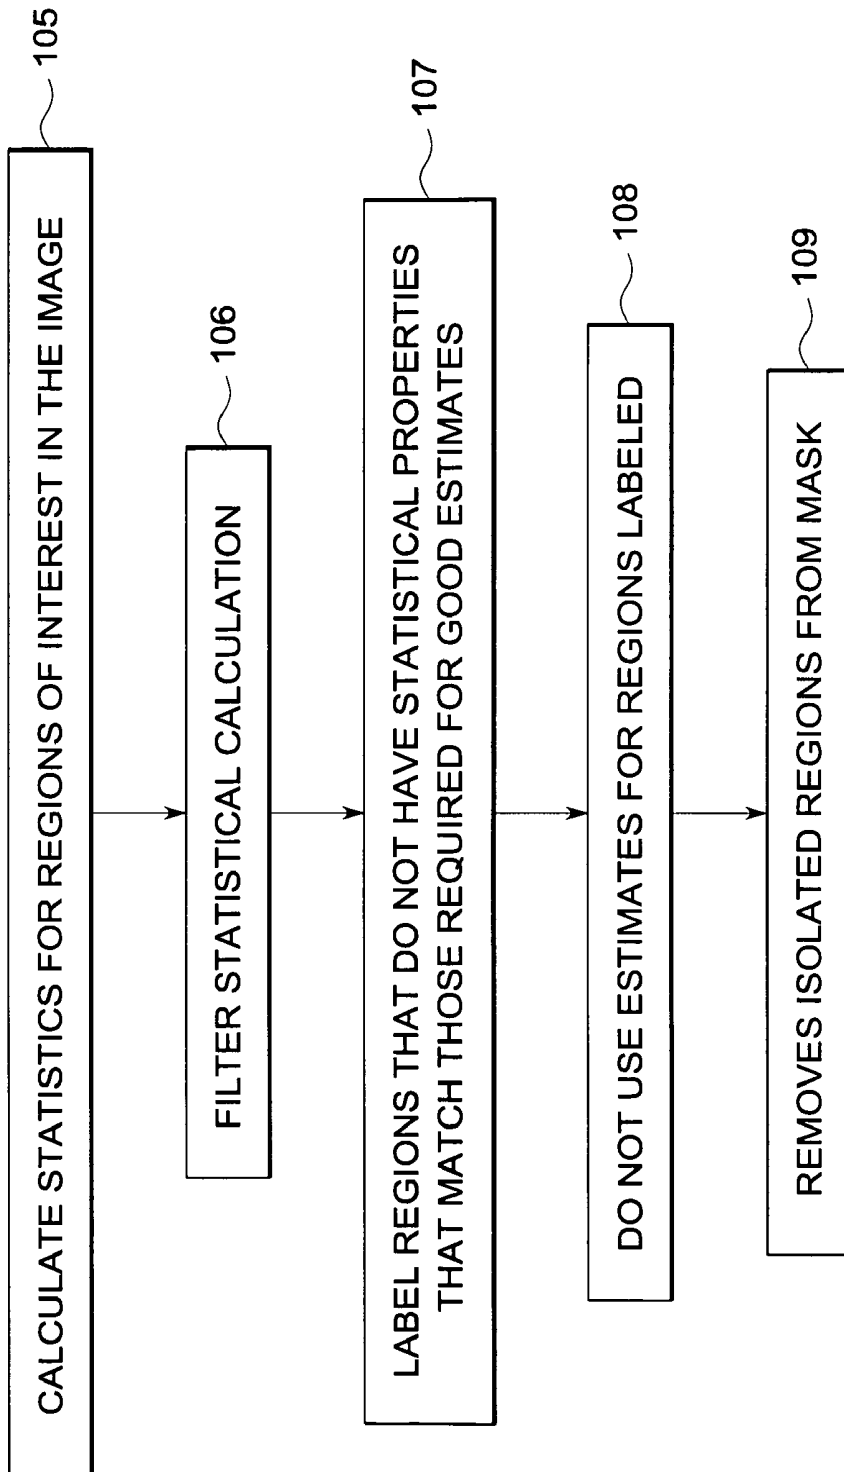 CALCULATE STATISTICS FOR REGIONS OF INTEREST IN THE IMAGE
105
FILTER STATISTICAL CALCULATION
106
LABEL REGIONS THAT DO NOT HAVE STATISTICAL PROPERTIES
THAT MATCH THOSE REQUIRED FOR GOOD ESTIMATES
107
DO NOT USE ESTIMATES FOR REGIONS LABELED
108
REMOVES ISOLATED REGIONS FROM MASK
109